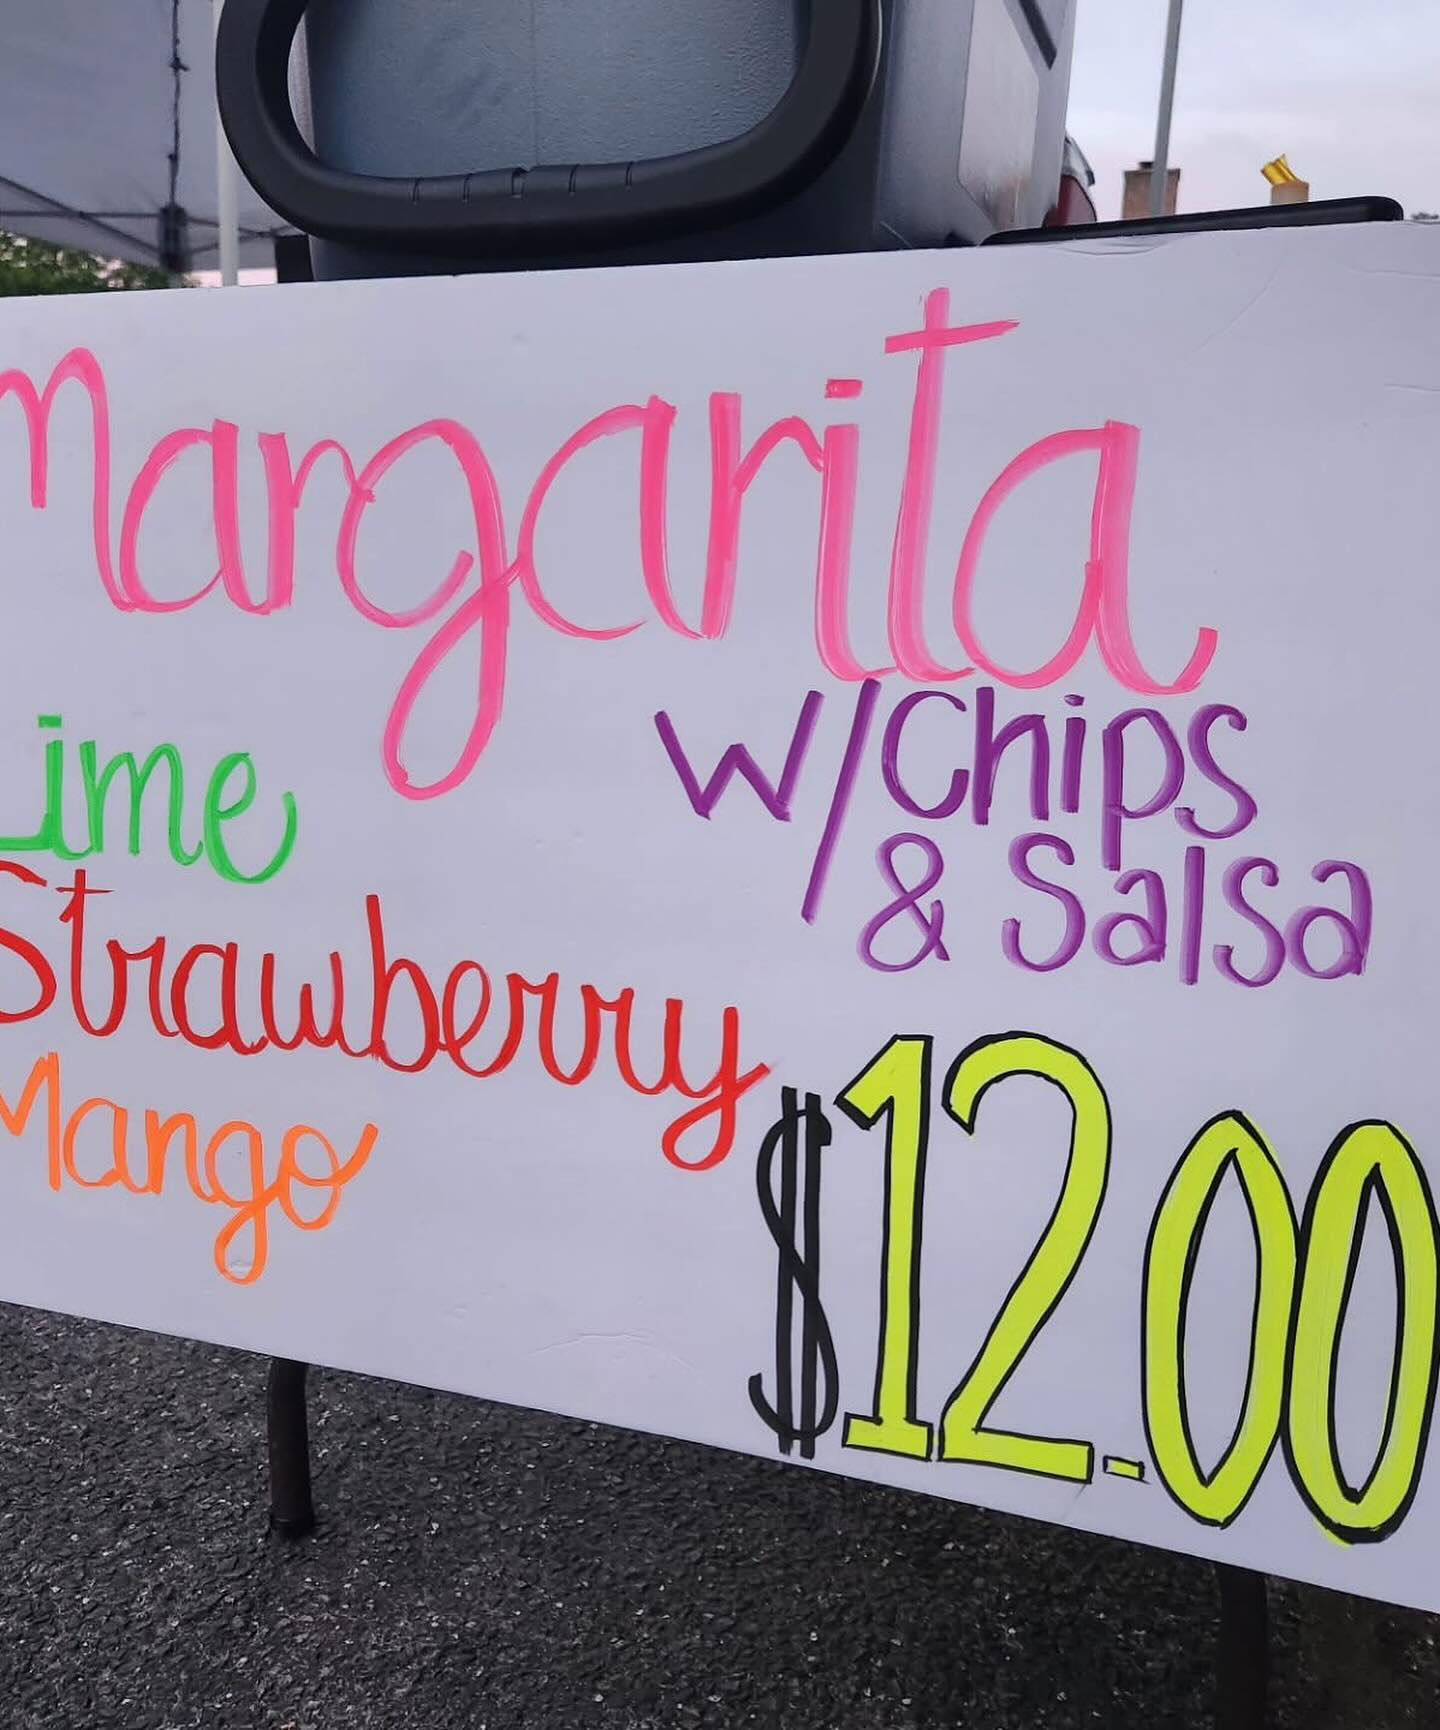 Margarita
w/Chips
& Salsa
Lime
Strawberry
Mango
$12.00